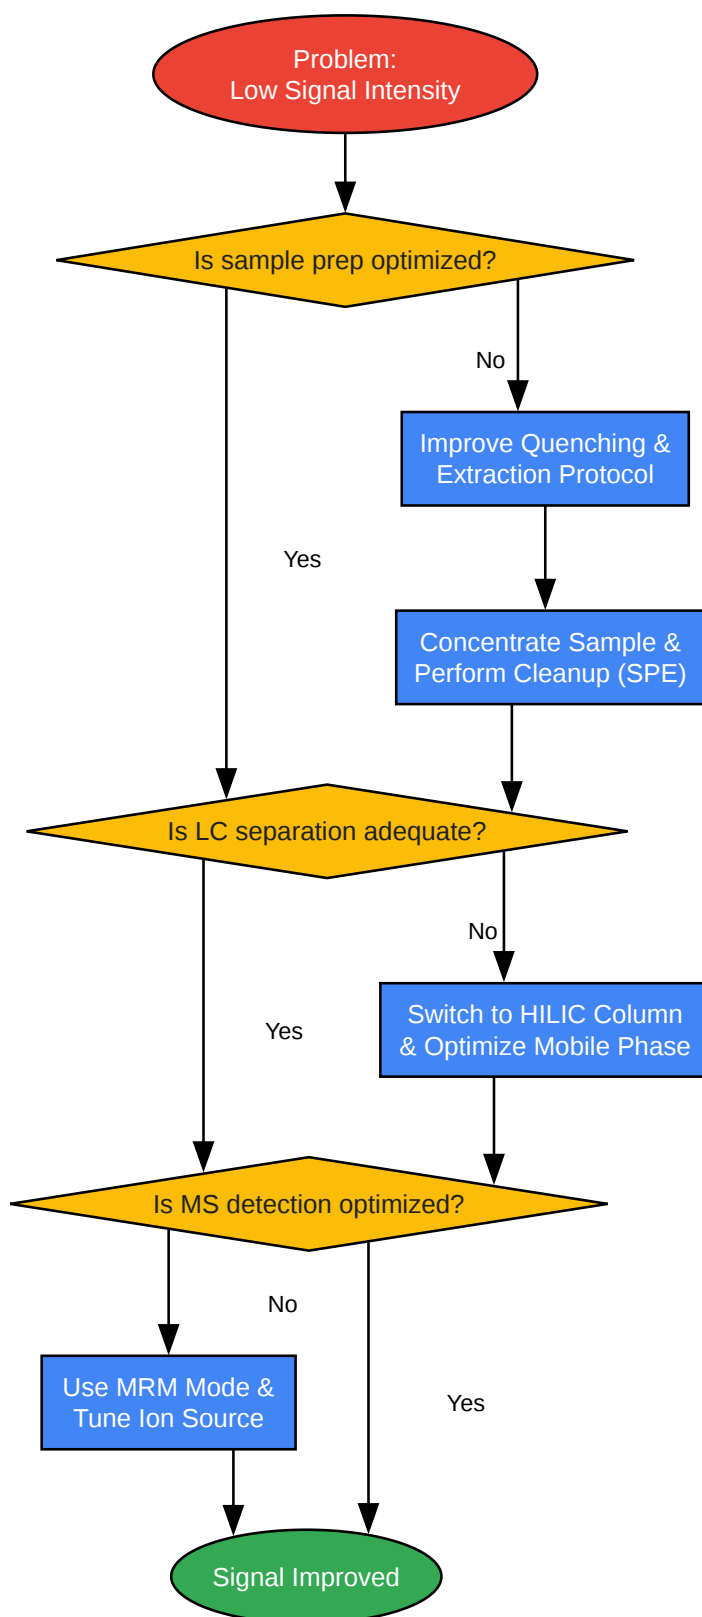 Problem:
Low Signal Intensity
Is sample prep optimized?
No
Improve Quenching &
Extraction Protocol
Yes
Concentrate Sample &
Perform Cleanup (SPE)
Is LC separation adequate?
No
Switch to HILIC Column
& Optimize Mobile Phase
Yes
Is MS detection optimized?
No
Use MRM Mode &
Tune Ion Source
Yes
Signal Improved